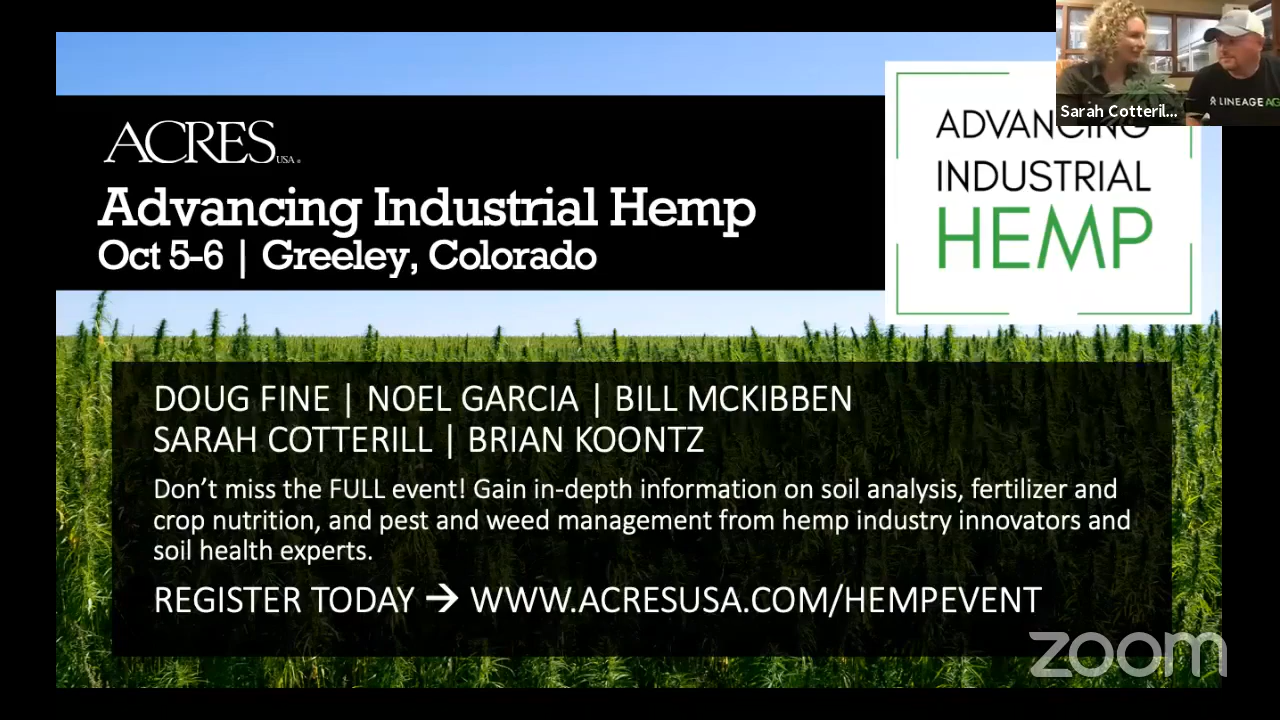 ACRES USA
Advancing Industrial Hemp
Oct 5-6 | Greeley, Colorado
ADVANCING
INDUSTRIAL
HEMP
Sarah Cotteril...
LINEAGE AG
DOUG FINE | NOEL GARCIA | BILL MCKIBBEN
SARAH COTTERILL | BRIAN KOONTZ
Don't miss the FULL event! Gain in-depth information on soil analysis, fertilizer and
crop nutrition, and pest and weed management from hemp industry innovators and
soil health experts.
REGISTER TODAY → WWW.ACRESUSA.COM/HEMPEVENT
zoom